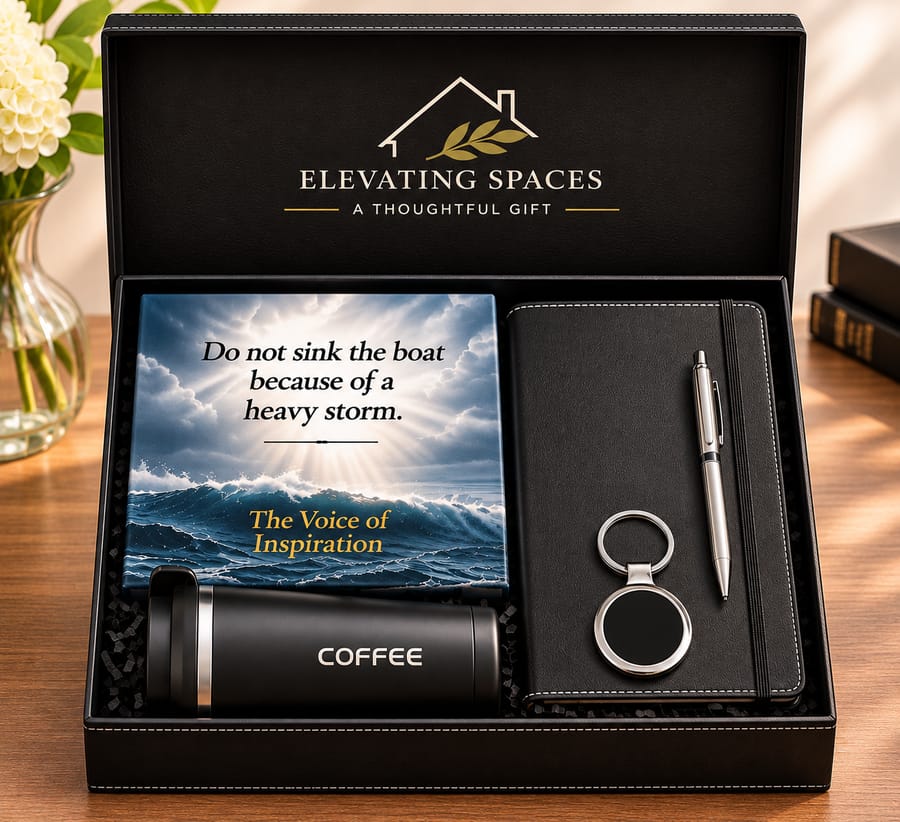 ELEVATING SPACES
A THOUGHTFUL GIFT
Do not sink the boat
because of a
heavy storm.
The Voice of
Inspiration
COFFEE